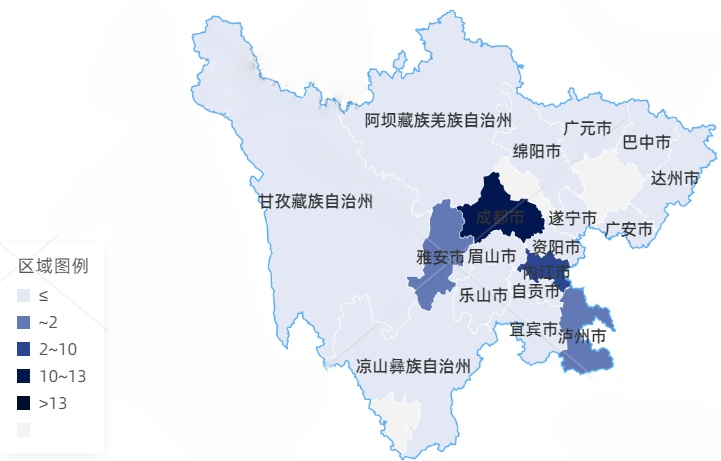 阿坝藏族羌族自治州
广元市
巴中市
绵阳市
达州市
甘孜藏族自治州
成都市
遂宁市
广安市
资阳市
雅安市
眉山市
内江市
自贡市
乐山市
宜宾市
泸州市
凉山彝族自治州
区域图例
≤
~2
2~10
10~13
>13